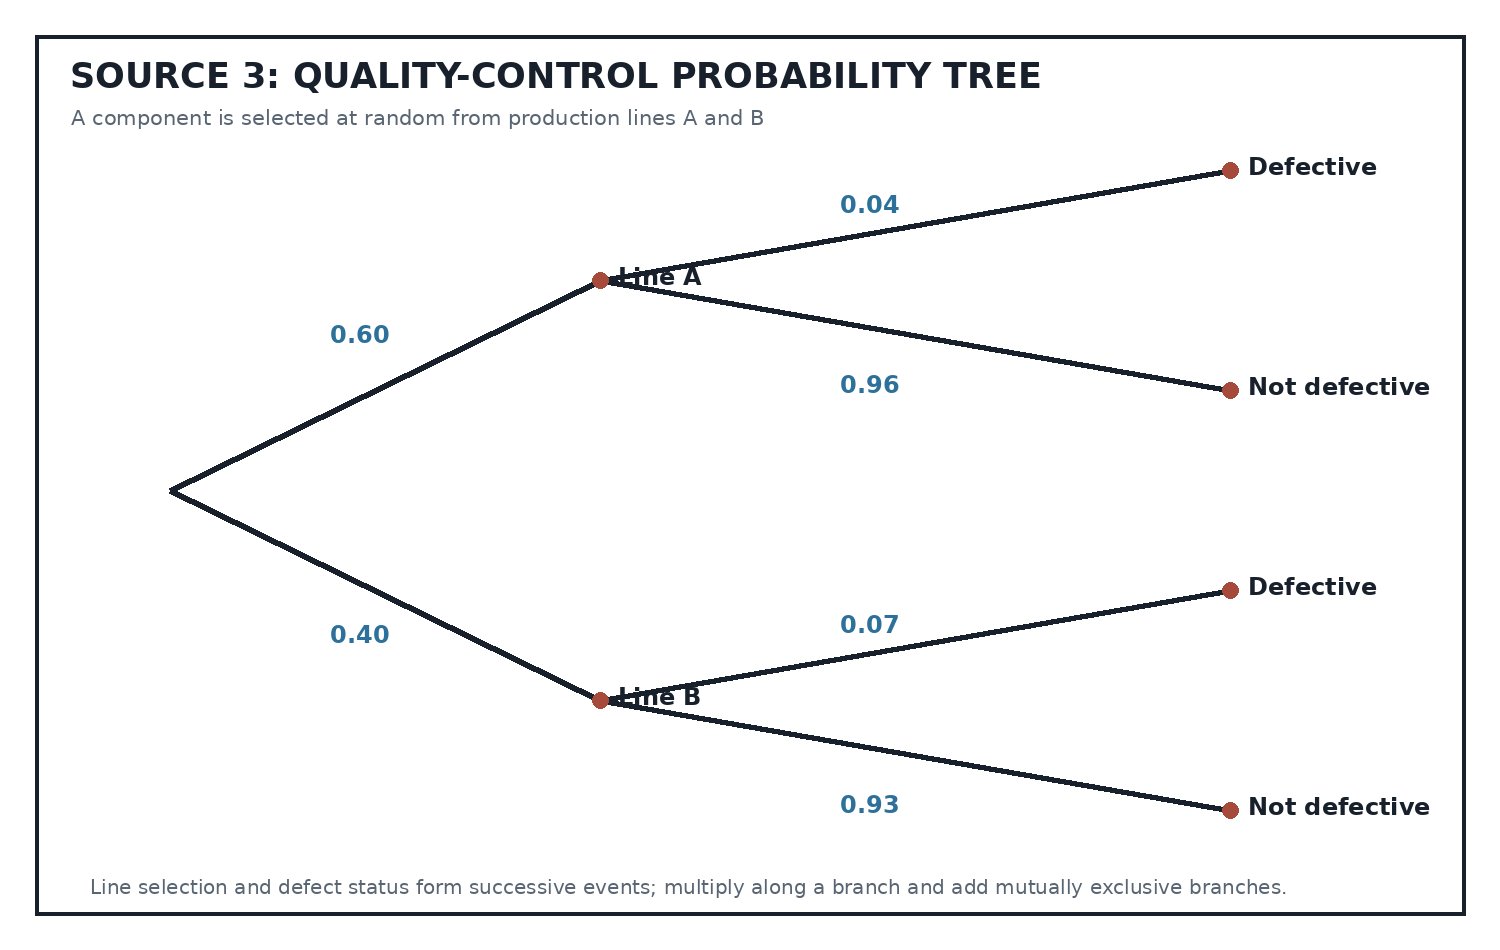 SOURCE 3: QUALITY-CONTROL PROBABILITY TREE
A component is selected at random from production lines A and B
Defective
0.04
Line A
0.60
0.96
Not defective
Defective
0.07
0.40
Line B
0.93
Not defective
Line selection and defect status form successive events; multiply along a branch and add mutually exclusive branches.